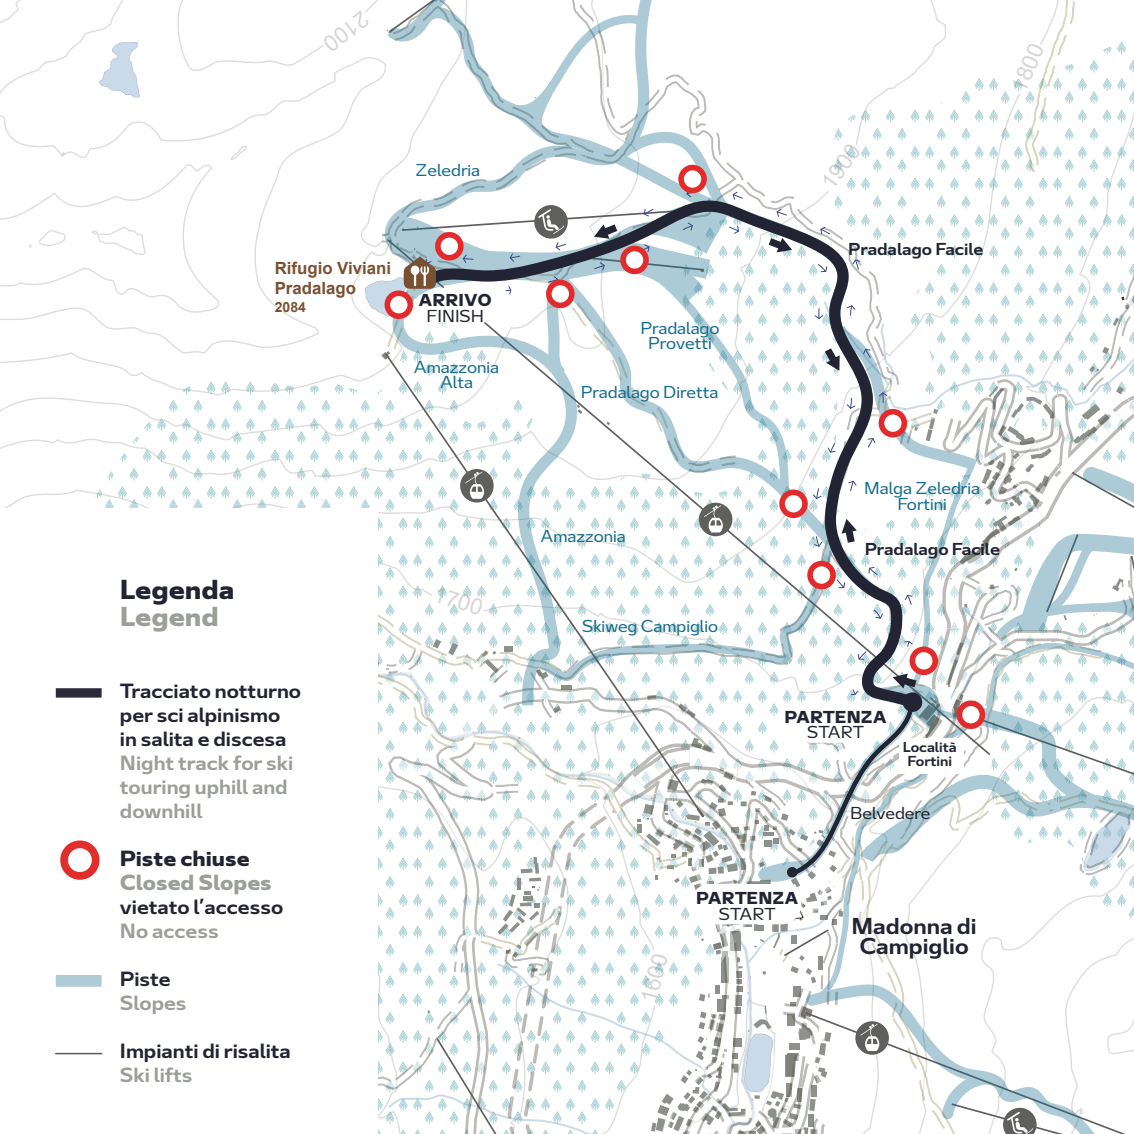 2100
1800
1900
Zeledria
Pradalago Facile
Rifugio Viviani
Pradalago
2084
ARRIVO
FINISH
Pradalago
Provetti
Amazzonia
Alta
Pradalago Diretta
Malga Zeledria
Fortini
Amazzonia
Pradalago Facile
1700
Skiweg Campiglio
PARTENZA
START
Località
Fortini
Belvedere
PARTENZA
START
Madonna di
Campiglio
1600
Legenda
Legend
Tracciato notturno
per sci alpinismo
in salita e discesa
Night track for ski
touring uphill and
downhill
Piste chiuse
Closed Slopes
vietato l’accesso
No access
Piste
Slopes
Impianti di risalita
Ski lifts